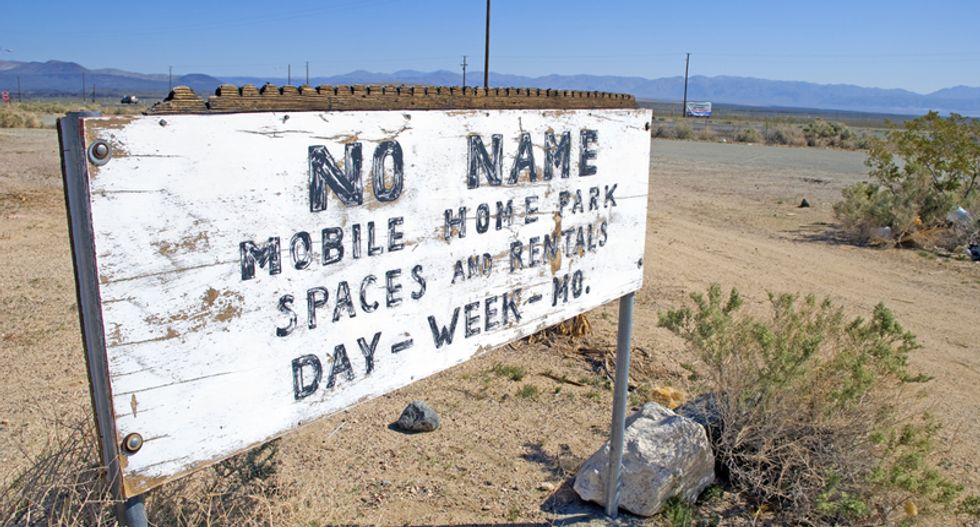 NO NAME
MOBILE HOME PARK
SPACES AND RENTALS
DAY-WEEK-MO.